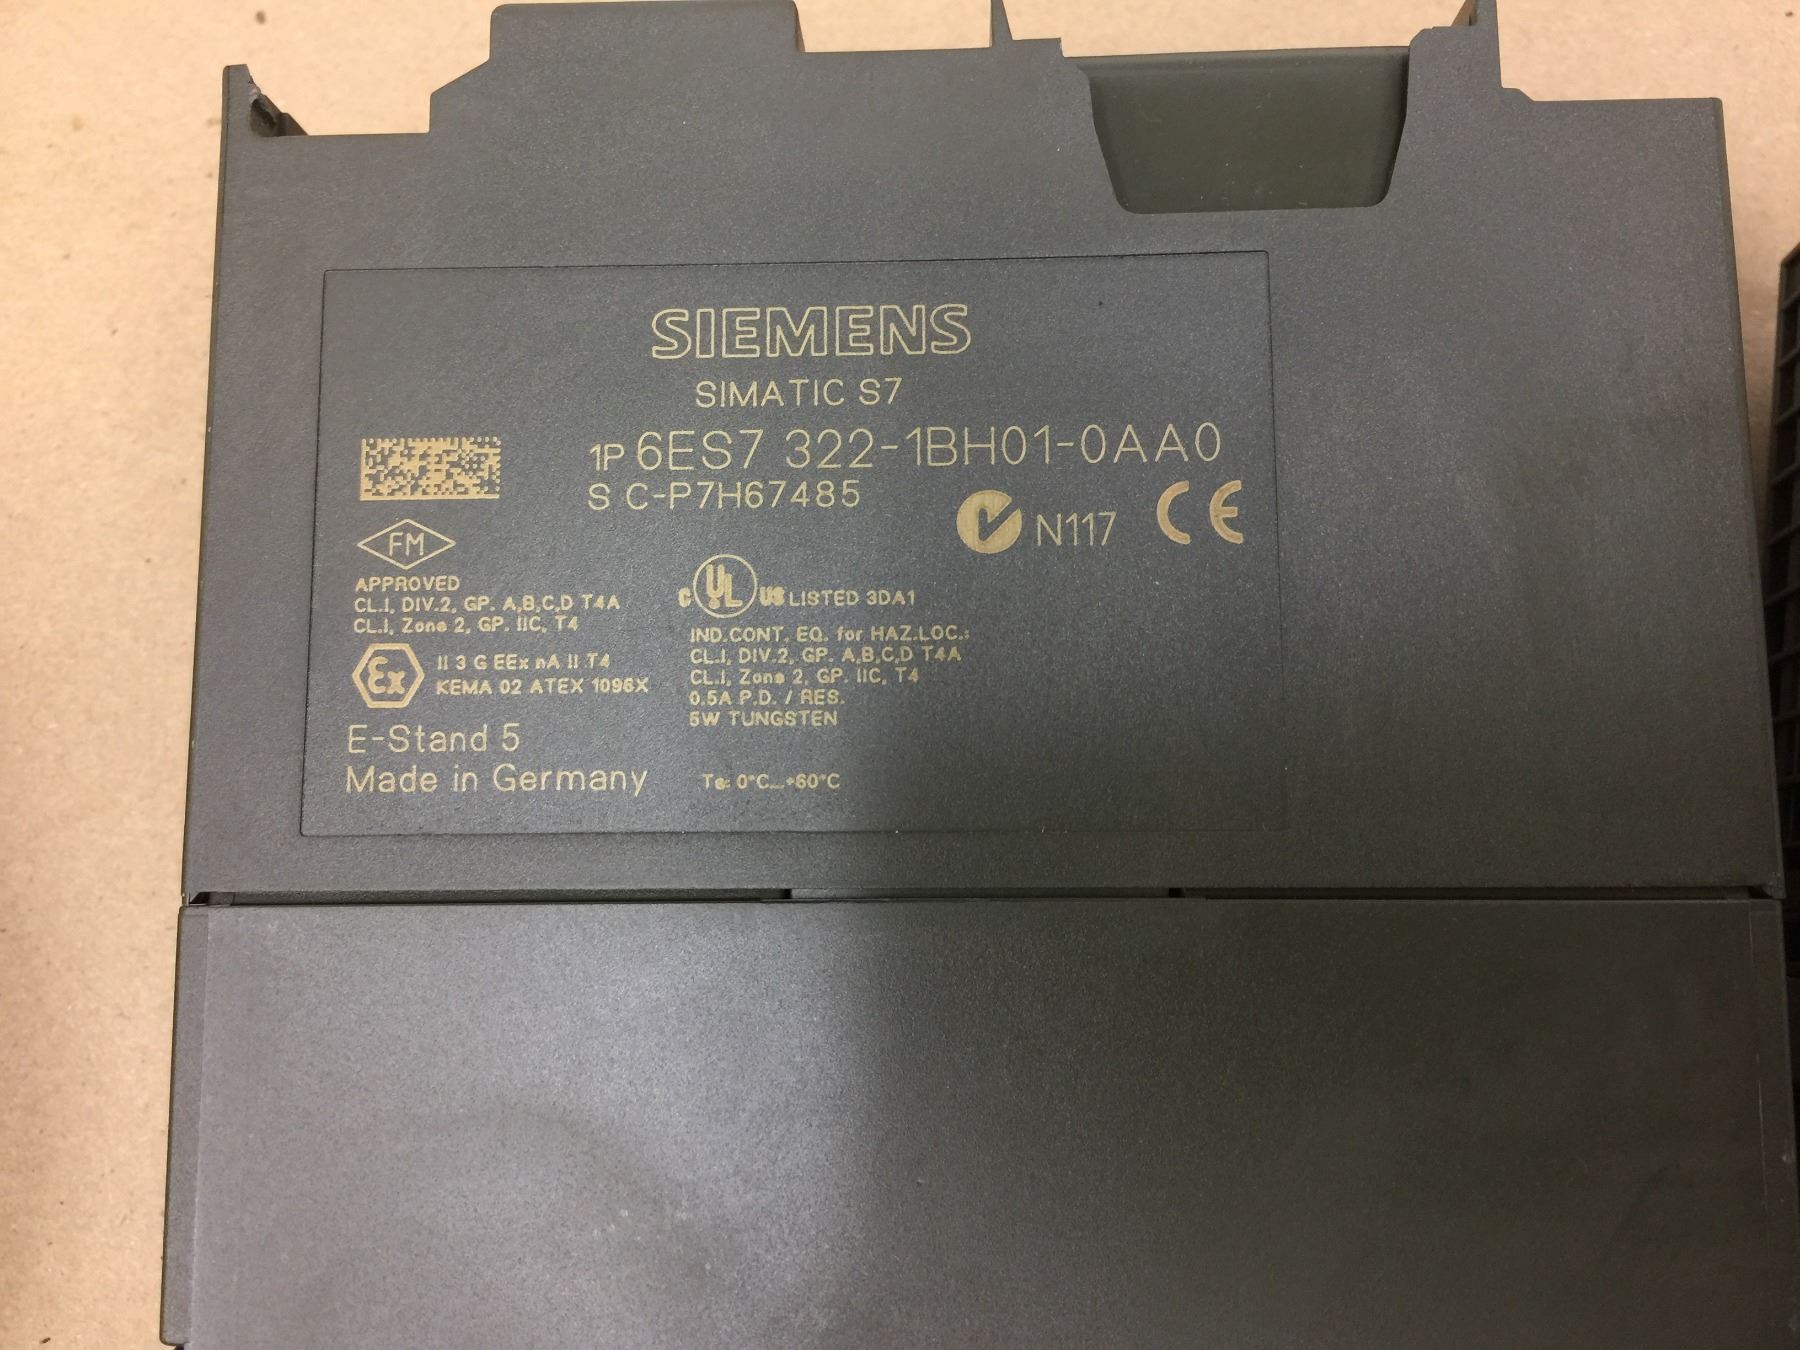 SIEMENS
SIMATIC S7
1P 6ES7 322-1BH01-0AA0
S C-P7H67485
N117 CE
FM
APPROVED
CL.I, DIV.2, GP. A,B,C,D T4A
CL.I, Zone 2, GP. IIC, T4
Ex II 3 G EEx nA II T4
KEMA 02 ATEX 1096X
E-Stand 5
Made in Germany
C UL US LISTED 3DA1
IND.CONT. EQ. for HAZ.LOC.:
CL.I, DIV.2, GP. A,B,C,D T4A
CL.I, Zone 2, GP. IIC, T4
0.5A P.D. / RES.
5W TUNGSTEN
Ta: 0°C...+60°C